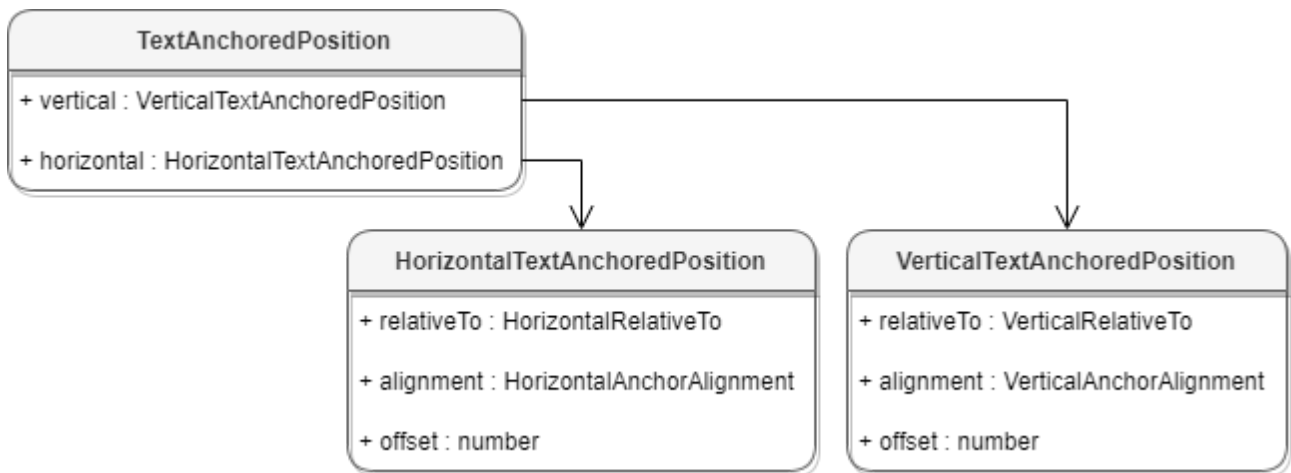 TextAnchoredPosition
+ vertical : VerticalTextAnchoredPosition
+ horizontal : HorizontalTextAnchoredPosition
HorizontalTextAnchoredPosition
+ relativeTo : HorizontalRelativeTo
+ alignment : HorizontalAnchorAlignment
+ offset : number
VerticalTextAnchoredPosition
+ relativeTo : VerticalRelativeTo
+ alignment : VerticalAnchorAlignment
+ offset : number